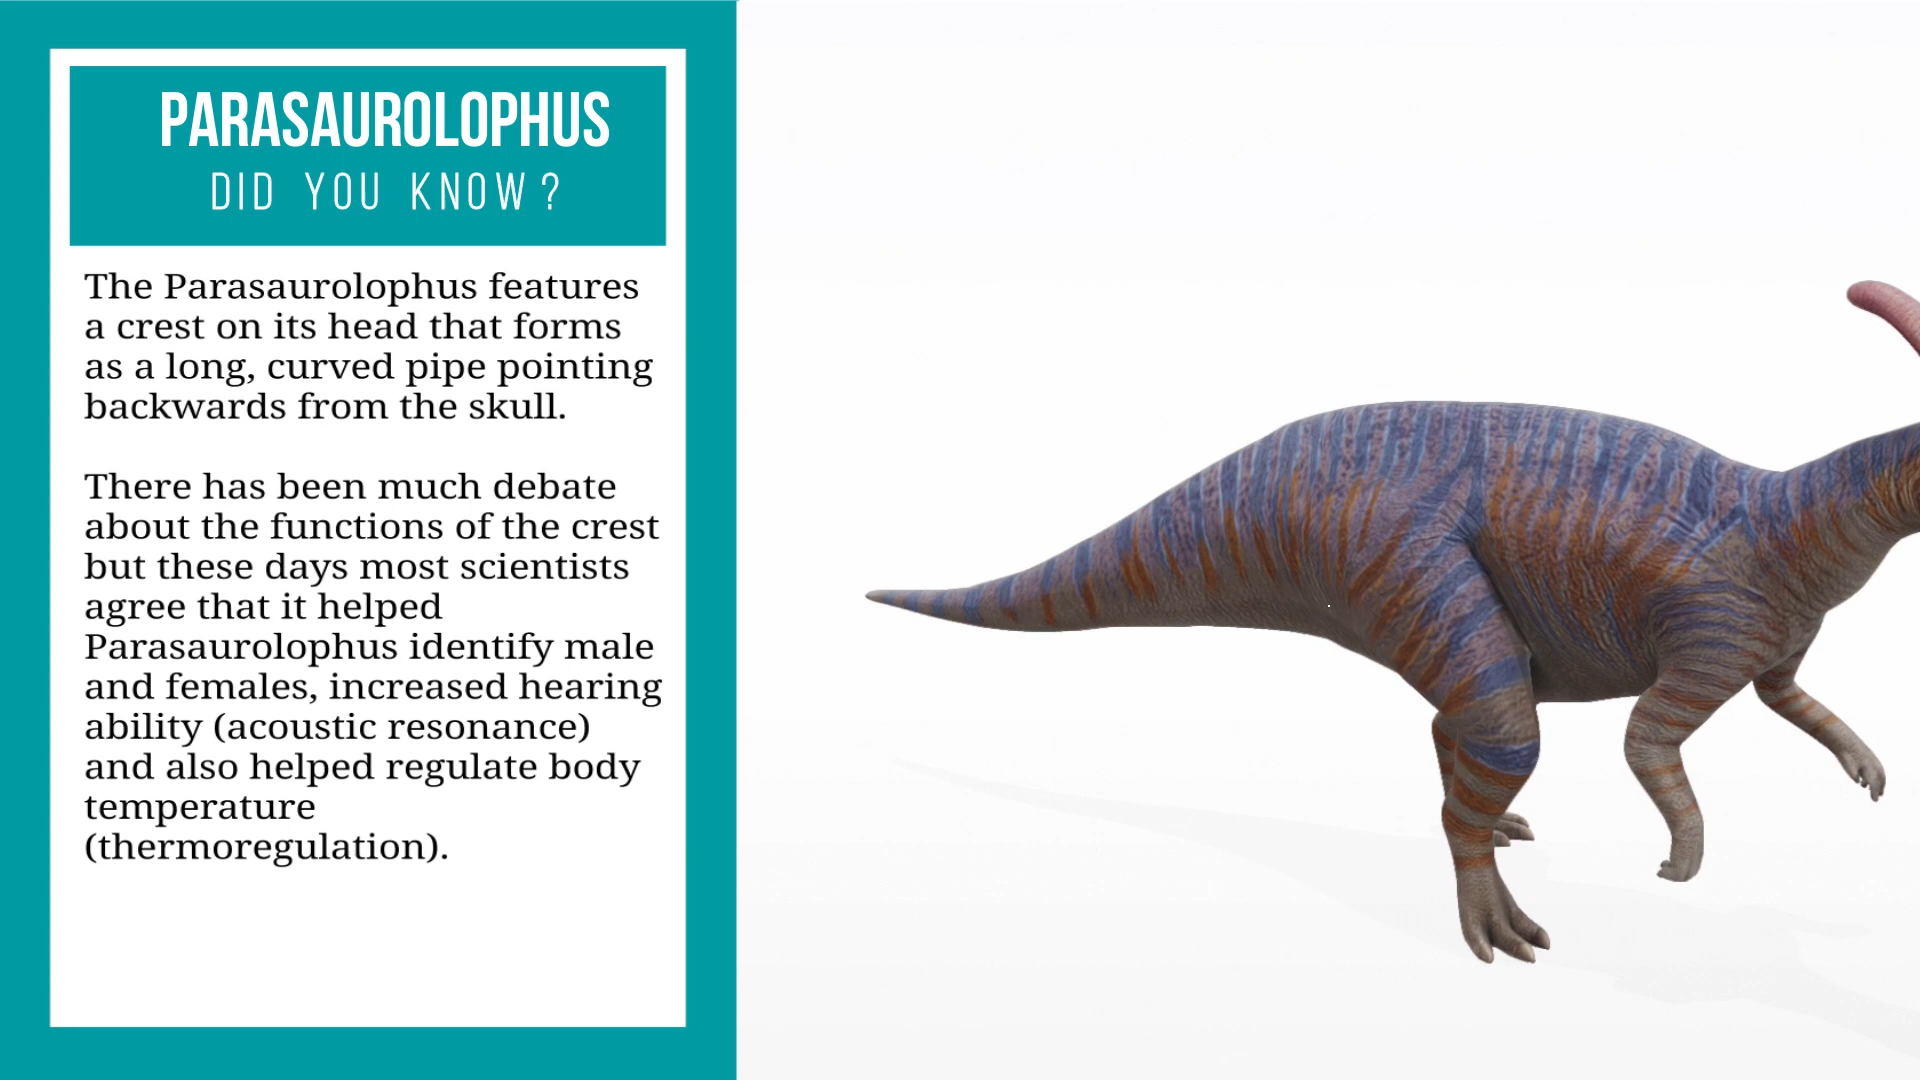 PARASAUROLOPHUS
DID YOU KNOW?
The Parasaurolophus features
a crest on its head that forms
as a long, curved pipe pointing
backwards from the skull.
There has been much debate
about the functions of the crest
but these days most scientists
agree that it helped
Parasaurolophus identify male
and females, increased hearing
ability (acoustic resonance)
and also helped regulate body
temperature
(thermoregulation).